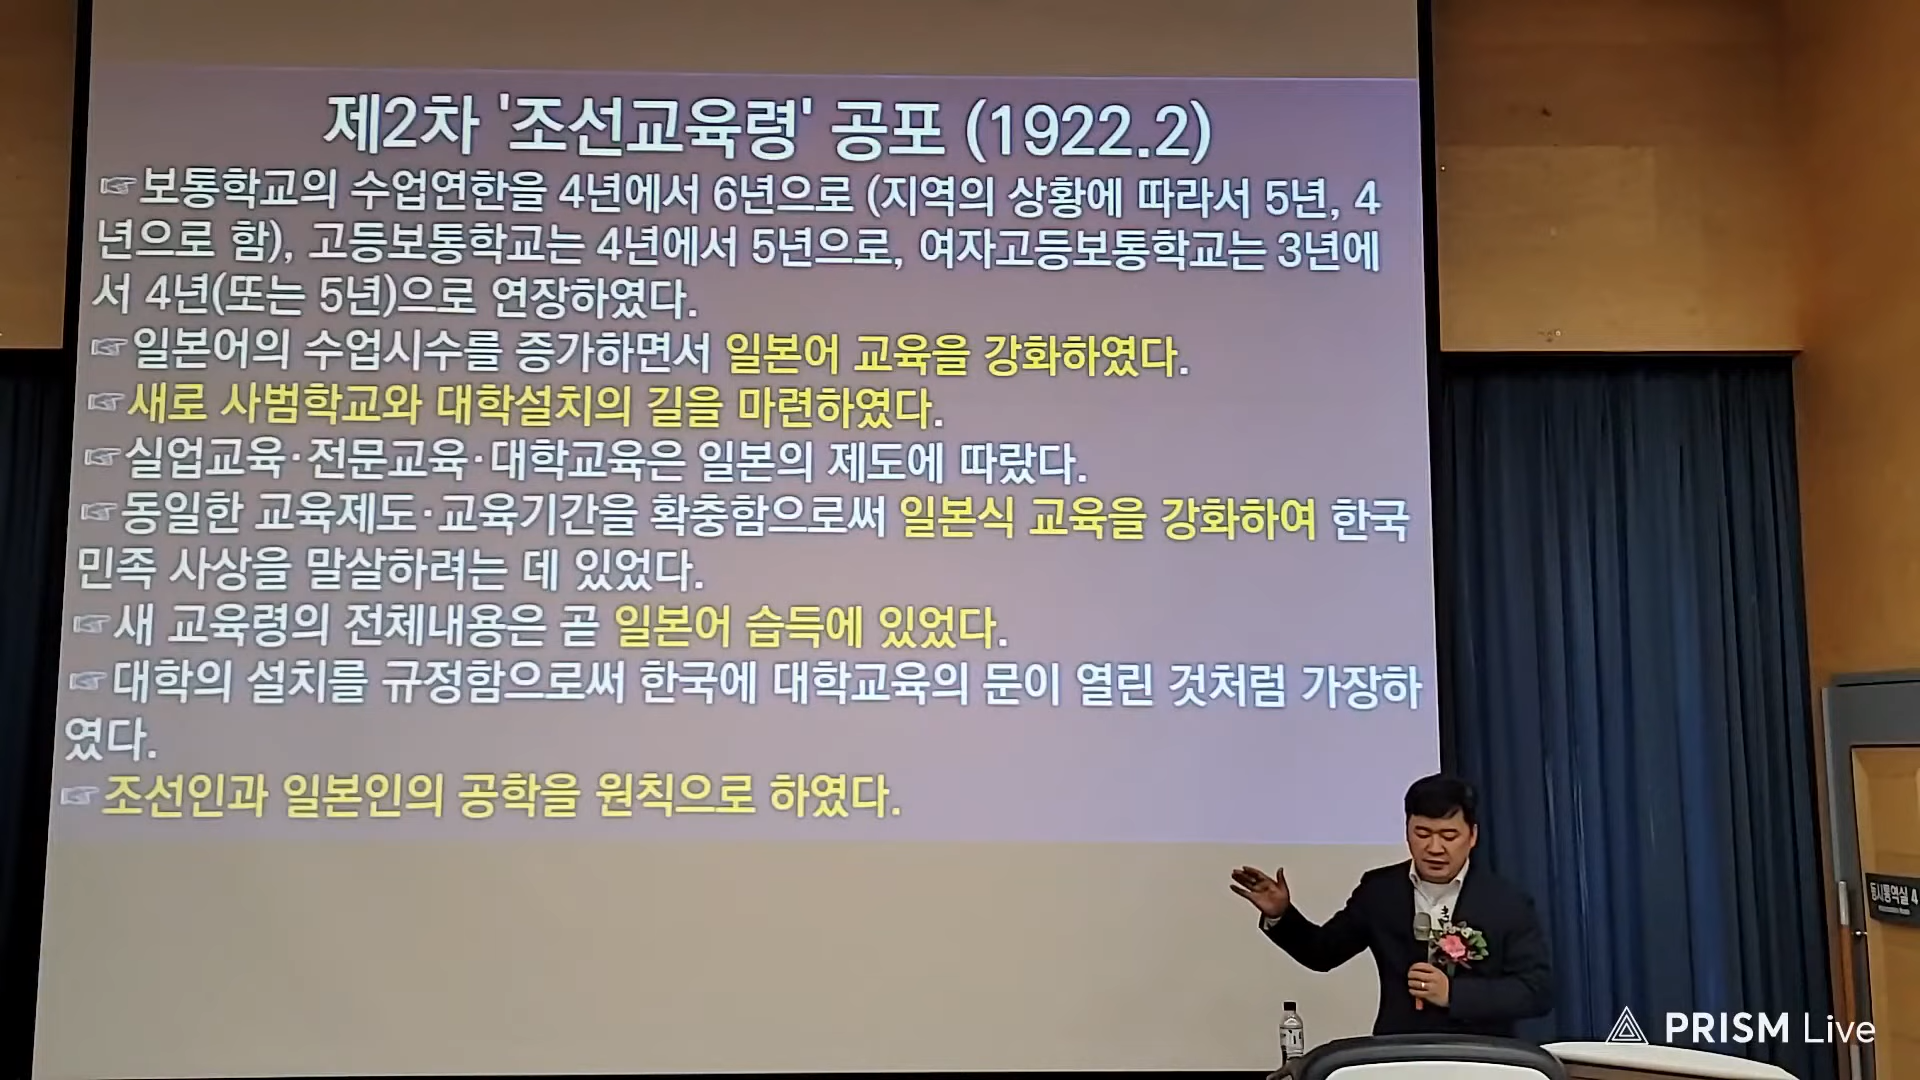 제2차 '조선교육령' 공포 (1922.2)
☞보통학교의 수업연한을 4년에서 6년으로 (지역의 상황에 따라서 5년, 4
년으로 함), 고등보통학교는 4년에서 5년으로, 여자고등보통학교는 3년에
서 4년(또는 5년)으로 연장하였다.
☞일본어의 수업시수를 증가하면서 일본어 교육을 강화하였다.
☞새로 사범학교와 대학설치의 길을 마련하였다.
☞실업교육·전문교육·대학교육은 일본의 제도에 따랐다.
☞동일한 교육제도·교육기간을 확충함으로써 일본식 교육을 강화하여 한국
민족 사상을 말살하려는 데 있었다.
☞새 교육령의 전체내용은 곧 일본어 습득에 있었다.
☞대학의 설치를 규정함으로써 한국에 대학교육의 문이 열린 것처럼 가장하
였다.
☞조선인과 일본인의 공학을 원칙으로 하였다.
동시통역실 4
PRISM Live